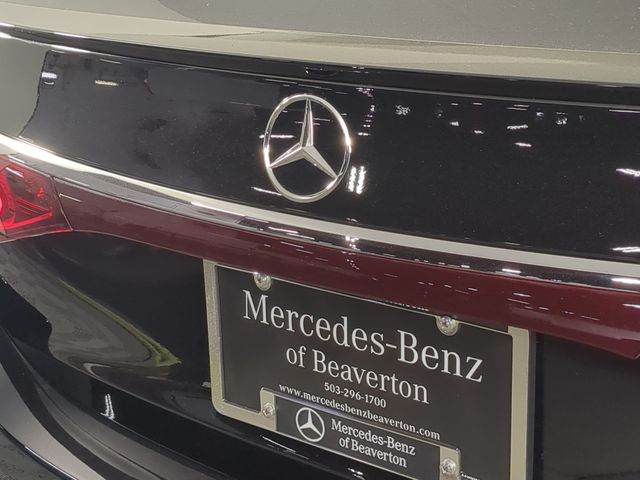 Mercedes-Benz
of Beaverton
503-296-1700
www.mercedesbenzbeaverton.com
Mercedes-Benz
of Beaverton